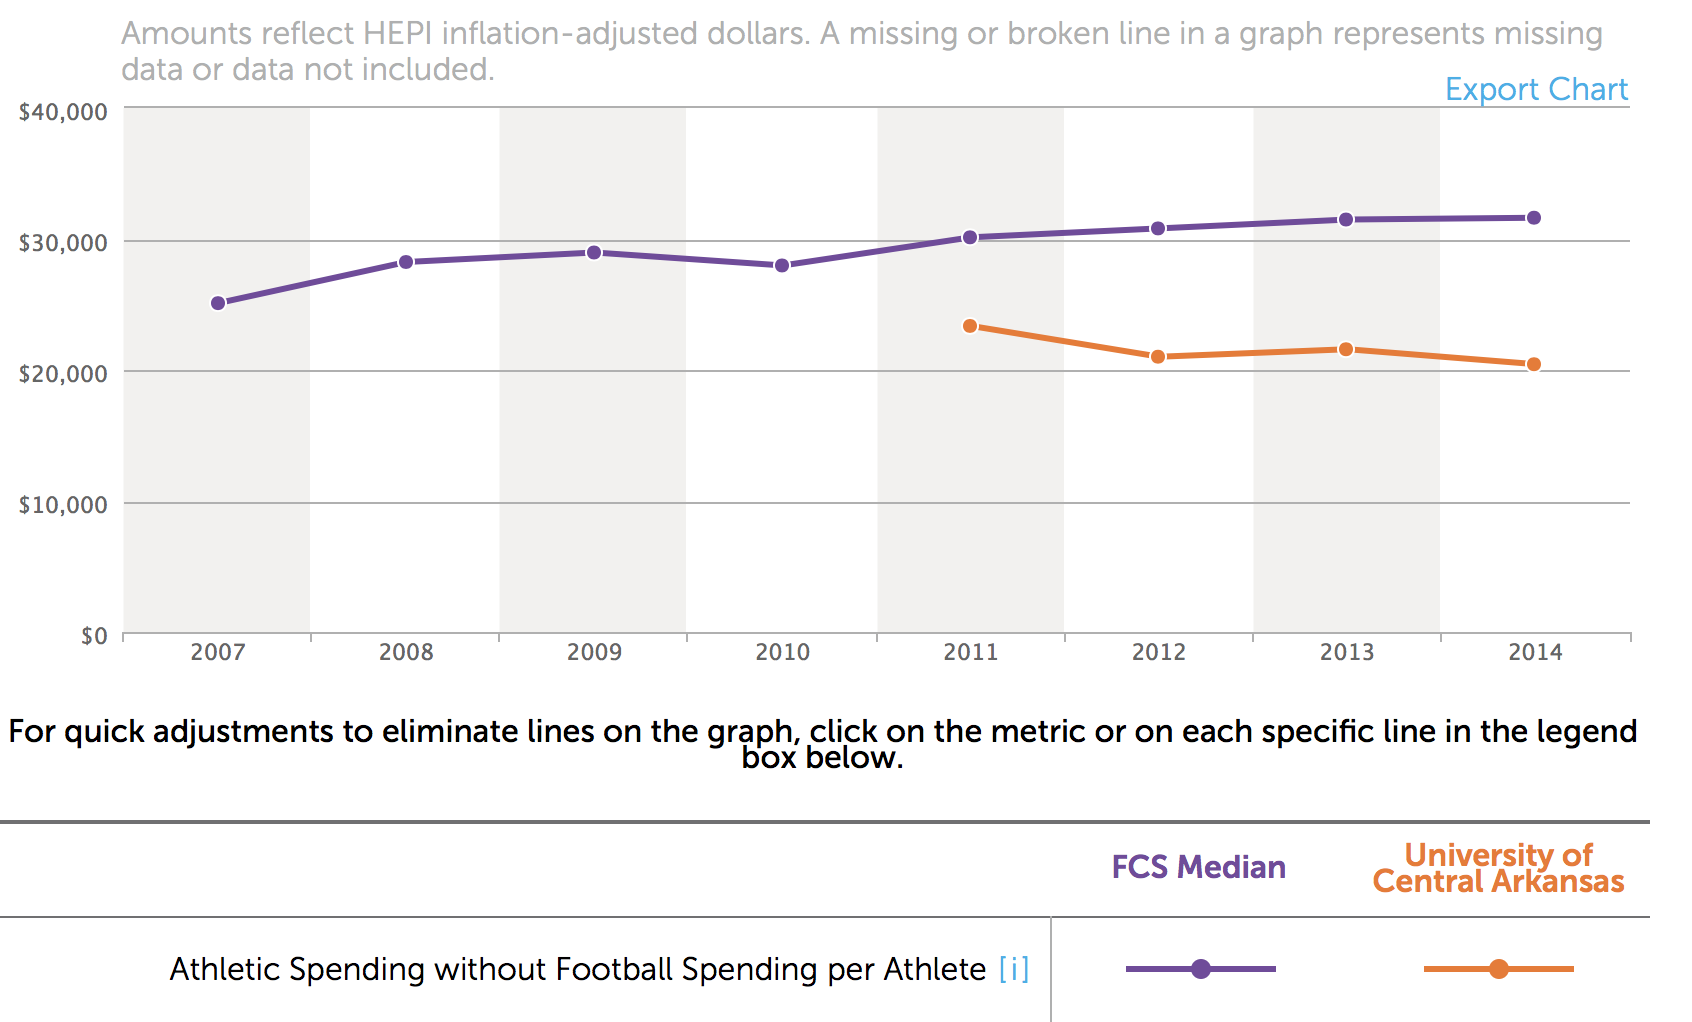 Amounts reflect HEPI inflation-adjusted dollars. A missing or broken line in a graph represents missing
data or data not included.
Export Chart
$40,000
$30,000
$20,000
$10,000
$0
2007 2008 2009 2010 2011 2012 2013 2014
For quick adjustments to eliminate lines on the graph, click on the metric or on each specific line in the legend
box below.
FCS Median
University of
Central Arkansas
Athletic Spending without Football Spending per Athlete [i]